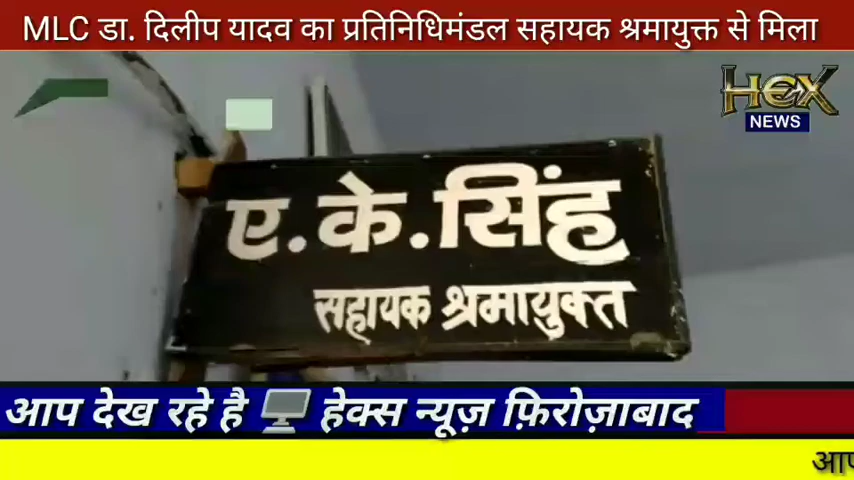 MLC डा. दिलीप यादव का प्रतिनिधिमंडल सहायक श्रमायुक्त से मिला
HEX
NEWS
ए.के.सिंह
सहायक श्रमायुक्त
आप देख रहे है 🖥️ हेक्स न्यूज़ फ़िरोज़ाबाद